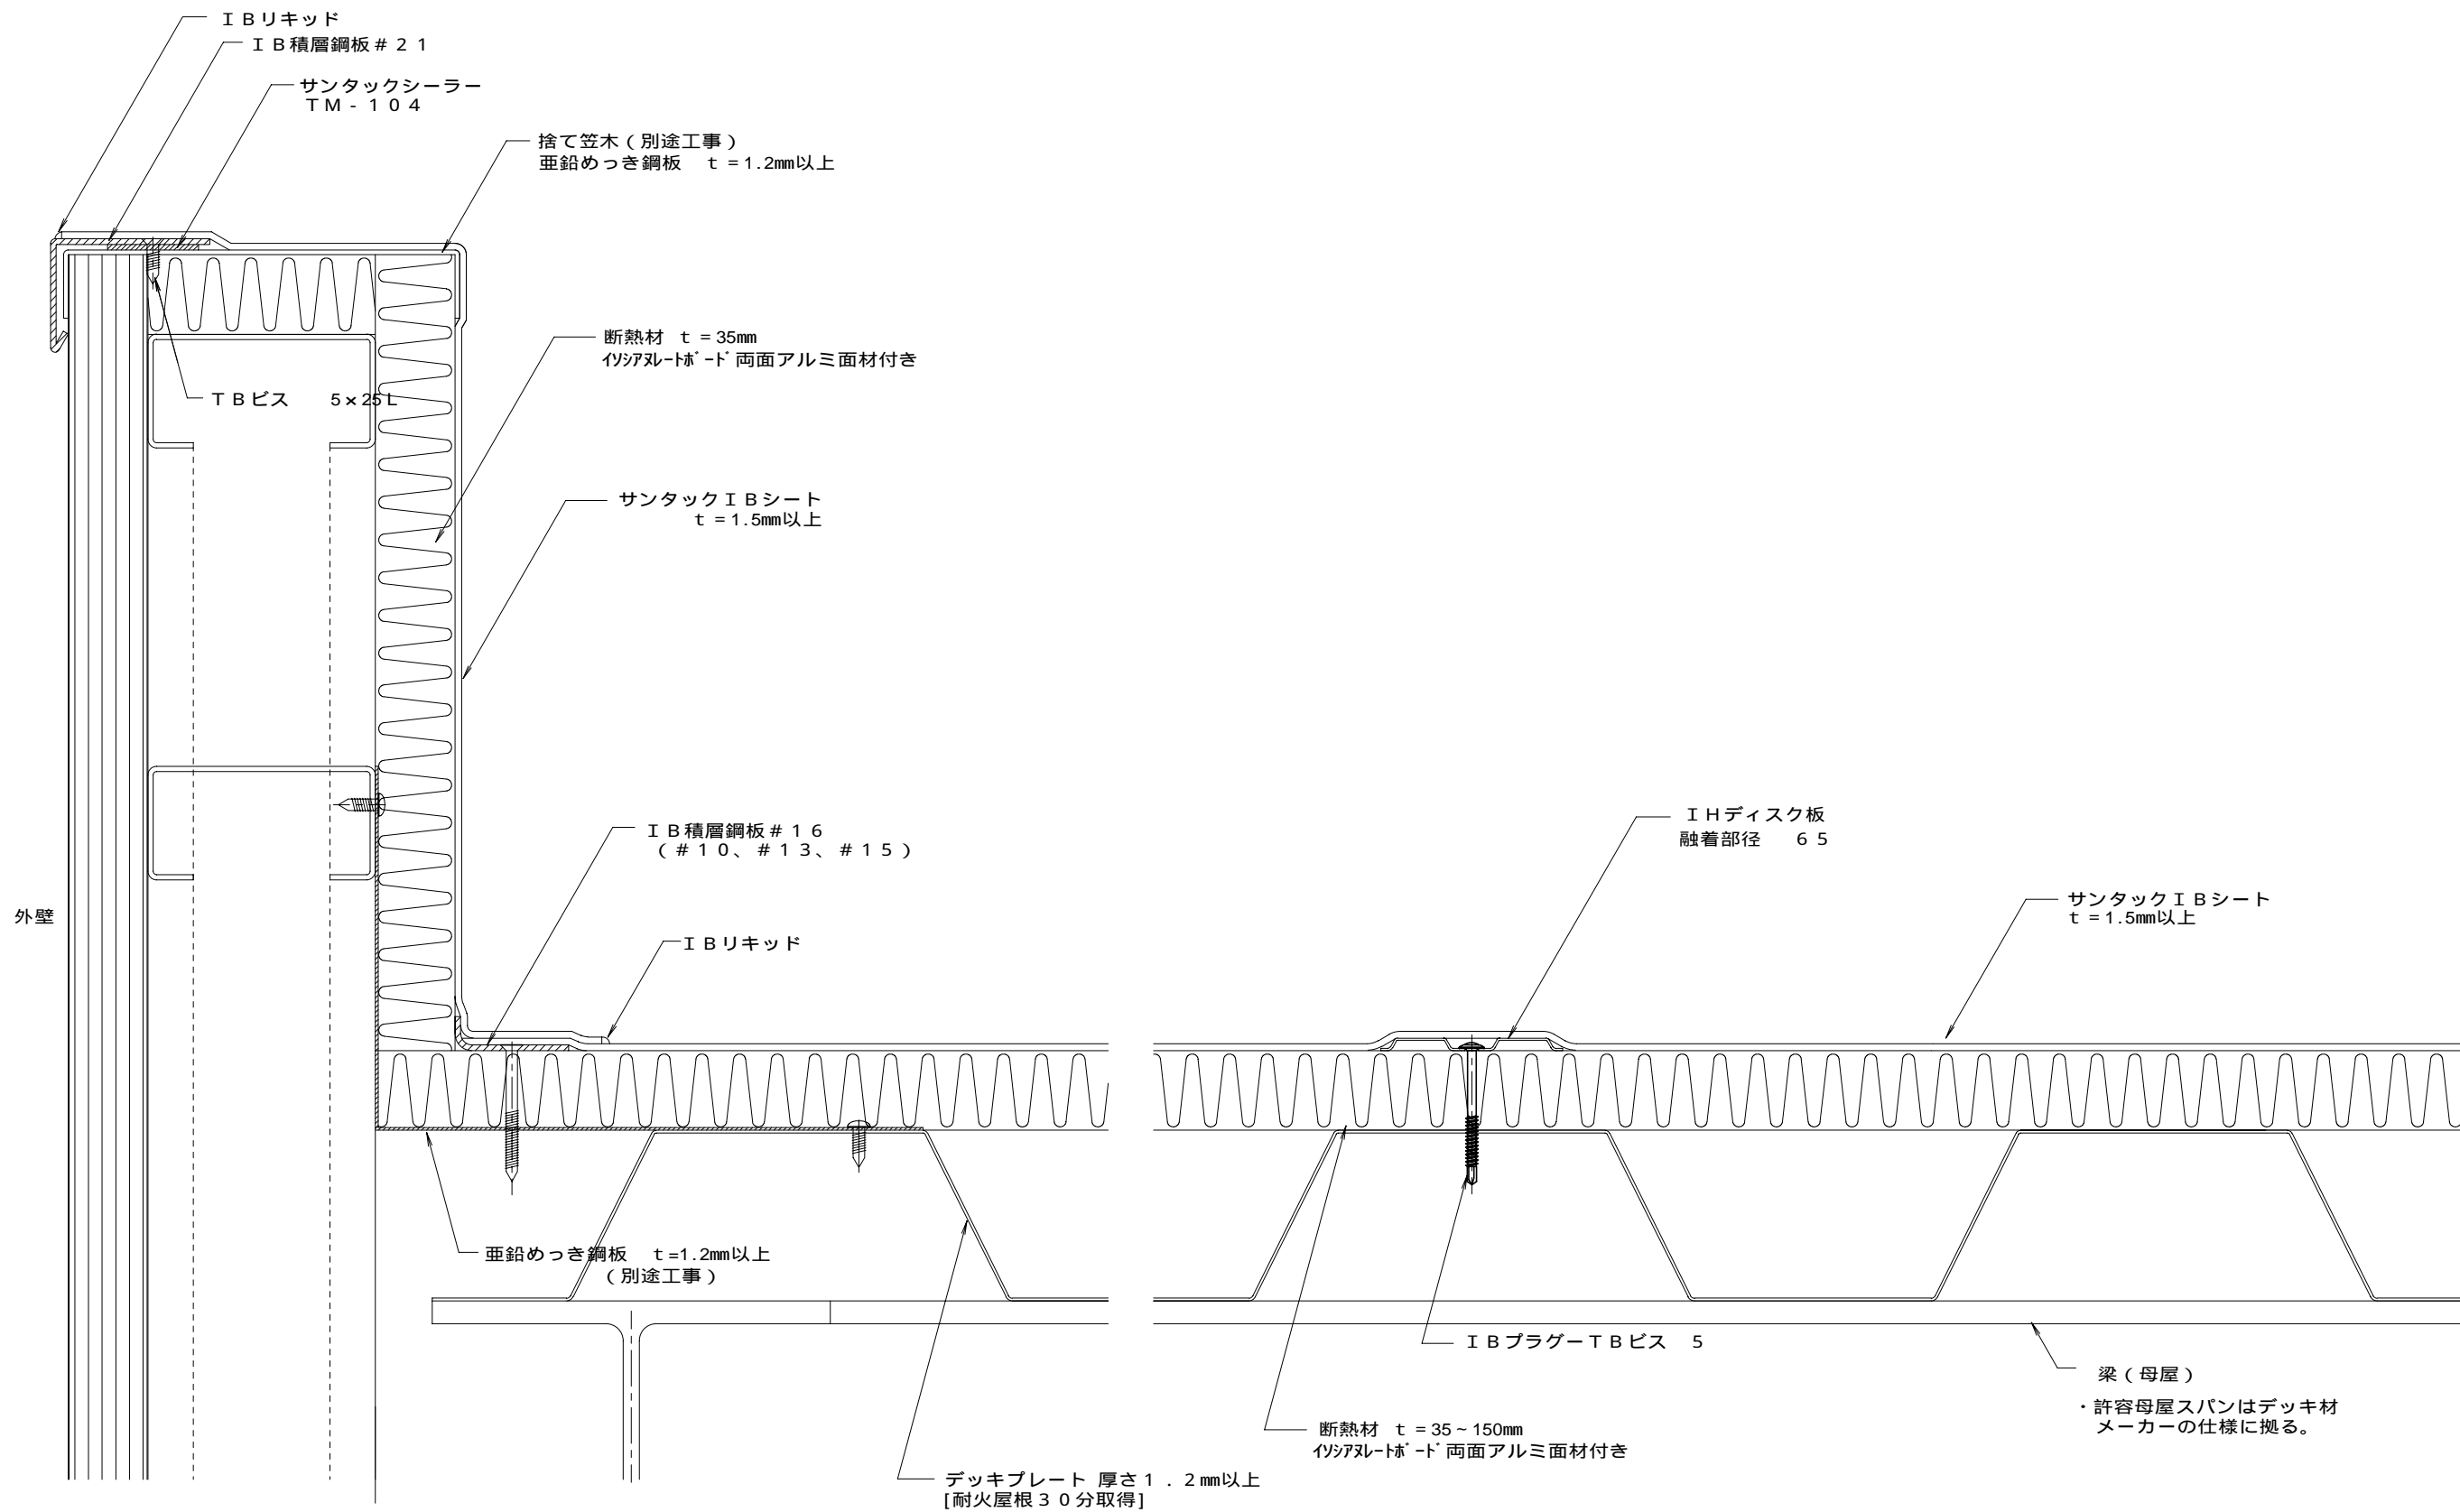 ＩＢリキッド
ＩＢ積層鋼板＃２１
サンタックシーラー
ＴＭ-１０４
捨て笠木（別途工事）
亜鉛めっき鋼板　ｔ=1.2mm以上
断熱材　ｔ=35mm
ｲｿｼｱﾇﾚｰﾄﾎﾞｰﾄﾞ両面アルミ面材付き
ＴＢビス　5×25Ｌ
サンタックＩＢシート
ｔ=1.5mm以上
ＩＨディスク板
融着部径　６５
ＩＢ積層鋼板＃１６
（＃１０、＃１３、＃１５）
サンタックＩＢシート
ｔ=1.5mm以上
外壁
ＩＢリキッド
亜鉛めっき鋼板　ｔ=1.2mm以上
（別途工事）
ＩＢプラグーＴＢビス　5
梁（母屋）
・許容母屋スパンはデッキ材
メーカーの仕様に拠る。
断熱材　ｔ=35~150mm
ｲｿｼｱﾇﾚｰﾄﾎﾞｰﾄﾞ両面アルミ面材付き
デッキプレート 厚さ１．２mm以上
[耐火屋根３０分取得]